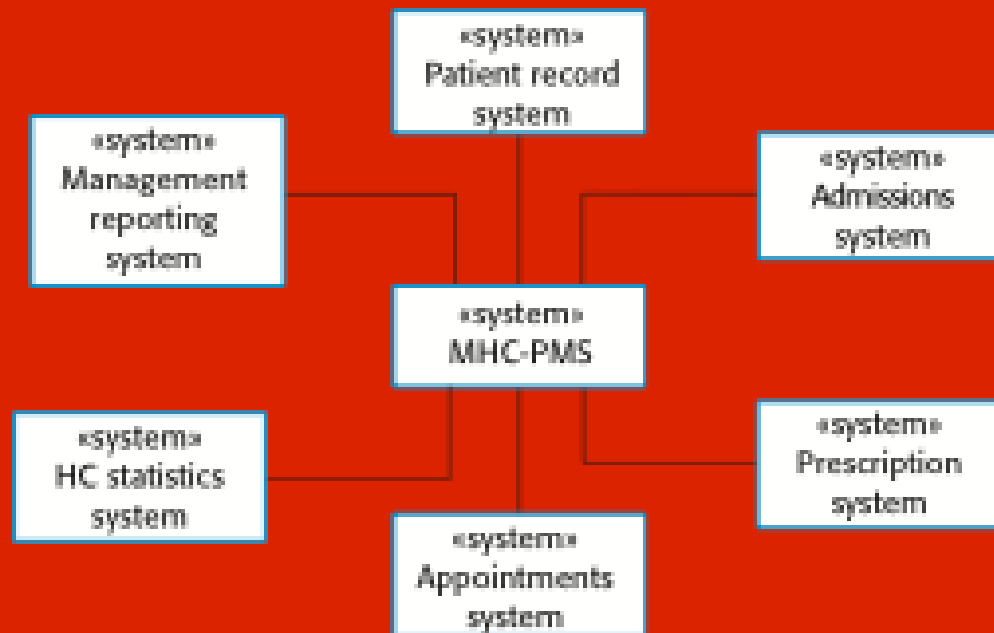 «system»
Patient record
system
«system»
Management
reporting
system
«system»
Admissions
system
«system»
MHC-PMS
«system»
HC statistics
system
«system»
Prescription
system
«system»
Appointments
system